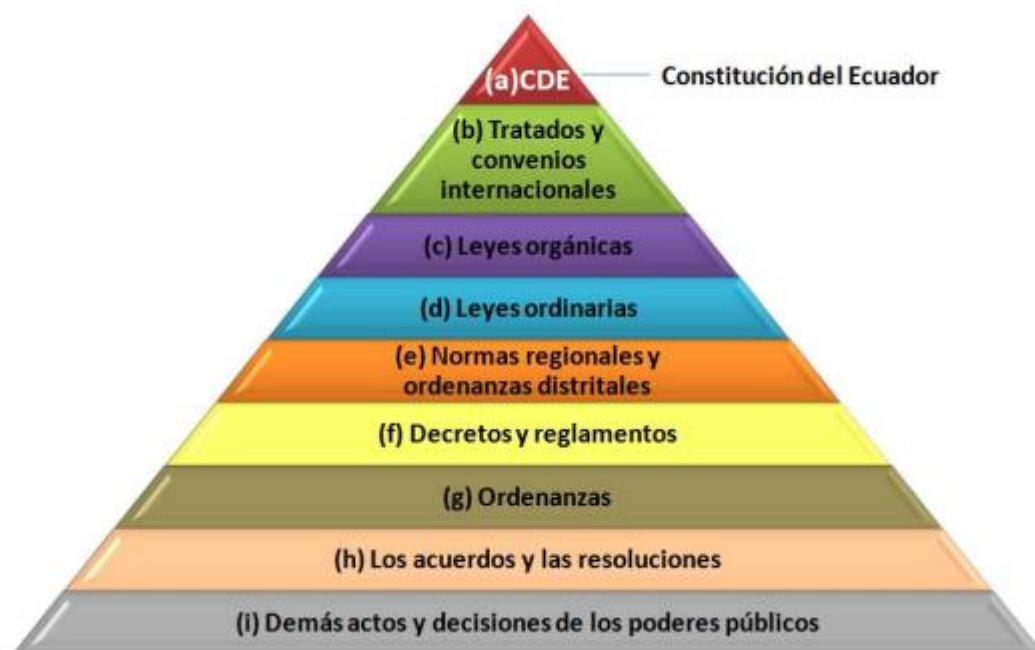 (a)CDE
Constitución del Ecuador
(b) Tratados y
convenios
internacionales
(c) Leyes orgánicas
(d) Leyes ordinarias
(e) Normas regionales y
ordenanzas distritales
(f) Decretos y reglamentos
(g) Ordenanzas
(h) Los acuerdos y las resoluciones
(i) Demás actos y decisiones de los poderes públicos